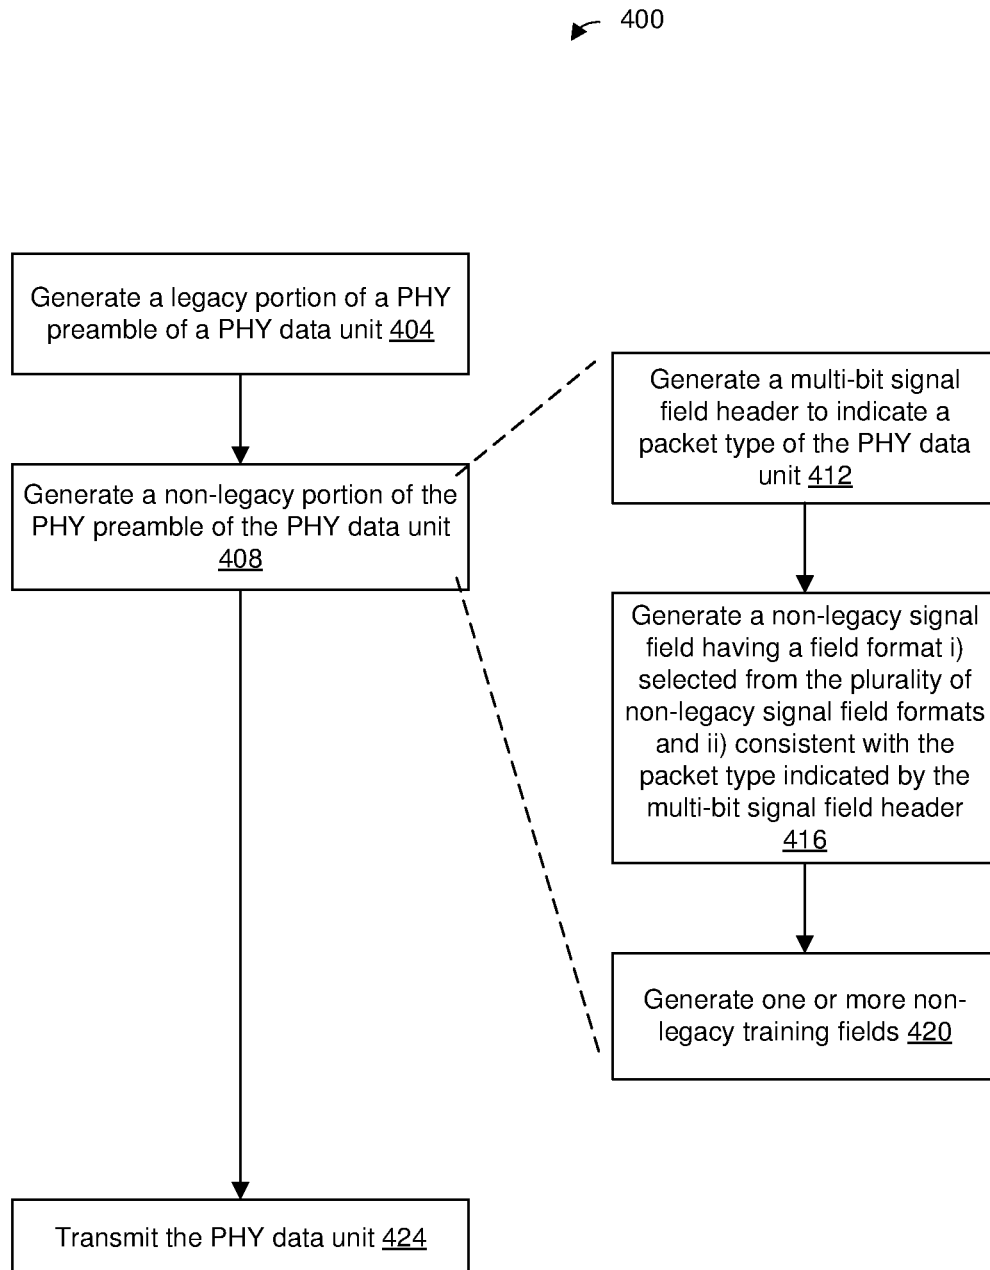 400
Generate a legacy portion of a PHY
preamble of a PHY data unit 404
Generate a non-legacy portion of the
PHY preamble of the PHY data unit
408
Generate a multi-bit signal
field header to indicate a
packet type of the PHY data
unit 412
Generate a non-legacy signal
field having a field format i)
selected from the plurality of
non-legacy signal field formats
and ii) consistent with the
packet type indicated by the
multi-bit signal field header
416
Generate one or more non-
legacy training fields 420
Transmit the PHY data unit 424